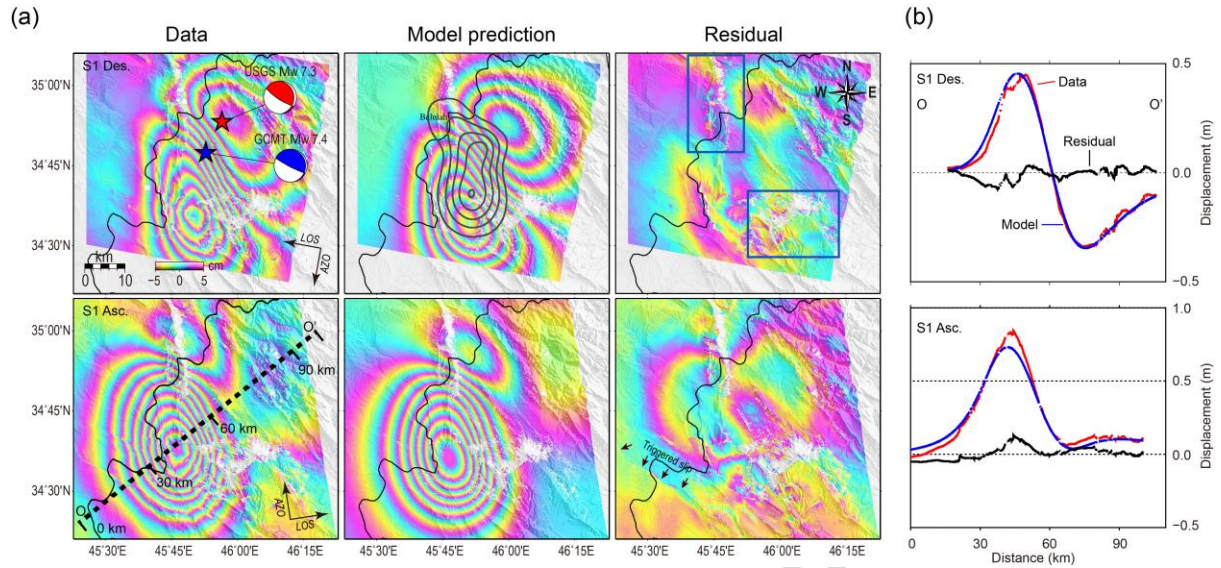 (a)
(b)
Data
Model prediction
Residual
S1 Des.
USGS Mw 7.3
GCMT Mw 7.4
35°00'N
34°45'N
34°30'N
LOS
AZO
km
0 10
cm
−5 0 5
N
W E
S
S1 Des.
O
O'
Data
Residual
Model
0.5
0.0
−0.5
Displacement (m)
S1 Asc.
O'
90 km
60 km
30 km
O
0 km
AZO
LOS
35°00'N
34°45'N
34°30'N
Triggered slip
45°30'E 45°45'E 46°00'E 46°15'E
45°30'E 45°45'E 46°00'E 46°15'E
45°30'E 45°45'E 46°00'E 46°15'E
S1 Asc.
1.0
0.5
0.0
−0.5
Displacement (m)
0 30 60 90
Distance (km)